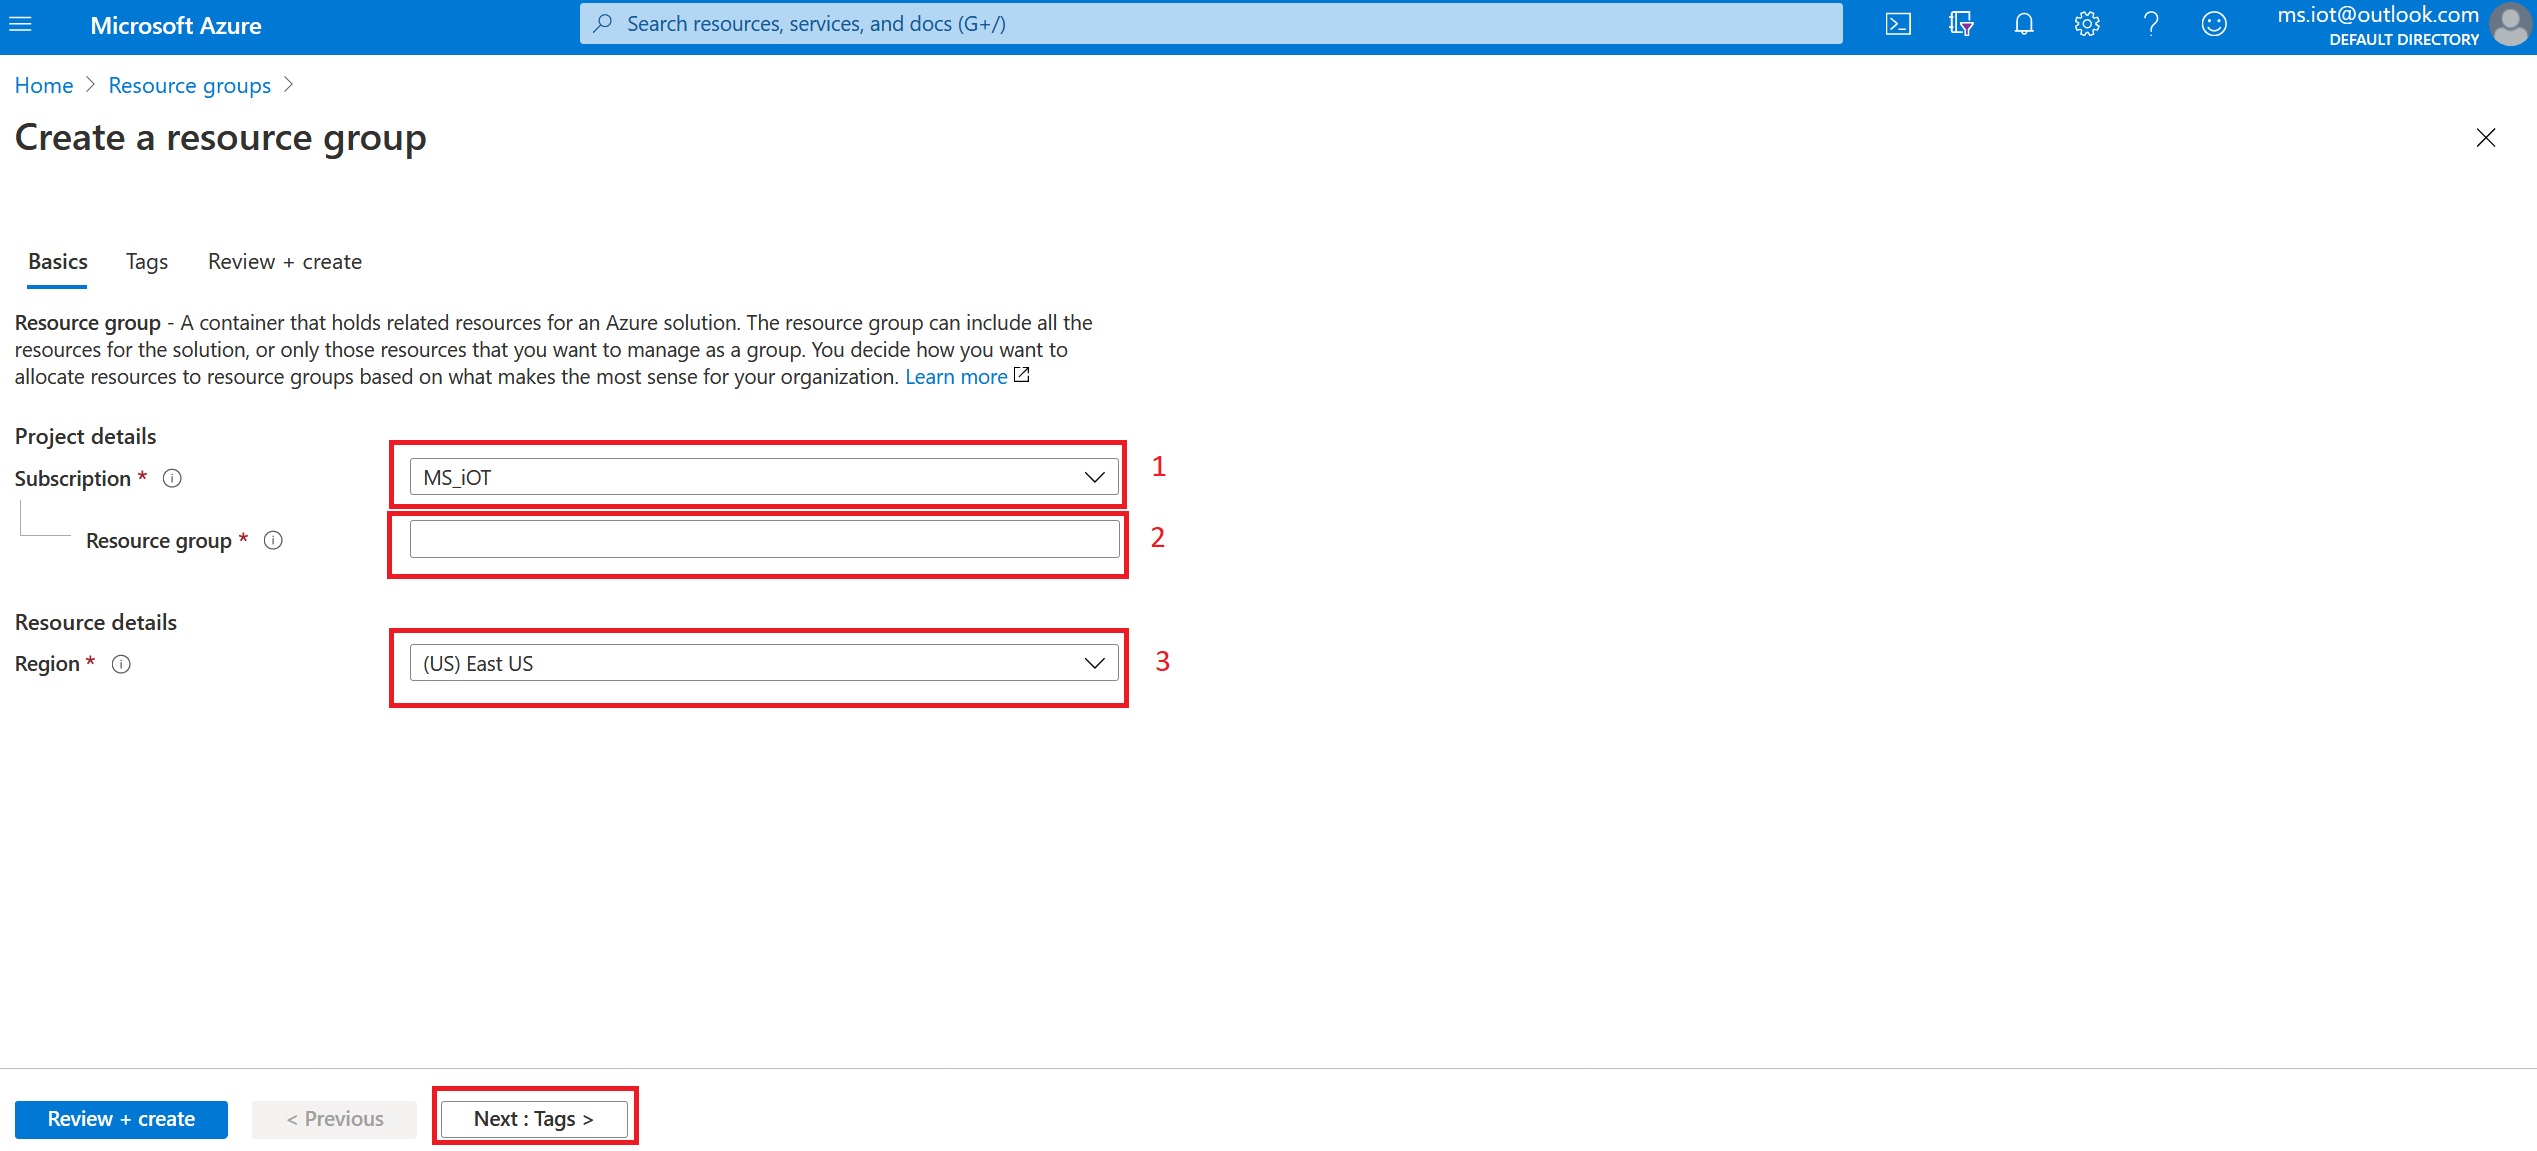 Microsoft Azure
Search resources, services, and docs (G+/)
ms.iot@outlook.com
DEFAULT DIRECTORY
Home > Resource groups >
Create a resource group
Basics Tags Review + create
Resource group - A container that holds related resources for an Azure solution. The resource group can include all the
resources for the solution, or only those resources that you want to manage as a group. You decide how you want to
allocate resources to resource groups based on what makes the most sense for your organization. Learn more
Project details
Subscription * MS_iOT 1
Resource group * 2
Resource details
Region * (US) East US 3
Review + create < Previous Next : Tags >